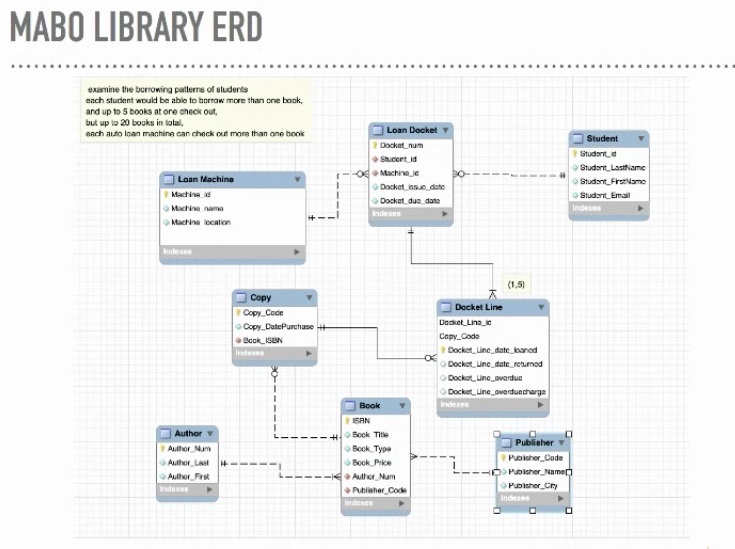 MABO LIBRARY ERD
examine the borrowing patterns of students
each student would be able to borrow more than one book,
and up to 5 books at one check out,
but up to 20 books in total,
each auto loan machine can check out more than one book
Loan Docket
Docket_num
Student_id
Machine_id
Docket_issue_date
Docket_due_date
Indexes
Student
Student_id
Student_LastName
Student_FirstName
Student_Email
Indexes
Loan Machine
Machine_id
Machine_name
Machine_location
Indexes
(1,5)
Copy
Copy_Code
Copy_DatePurchase
Book_ISBN
Indexes
Docket Line
Docket_Line_id
Copy_Code
Docket_Line_date_loaned
Docket_Line_date_returned
Docket_Line_overdue
Docket_Line_overduecharge
Indexes
Book
ISBN
Book_Title
Book_Type
Book_Price
Author_Num
Publisher_Code
Indexes
Author
Author_Num
Author_Last
Author_First
Indexes
Publisher
Publisher_Code
Publisher_Name
Publisher_City
Indexes